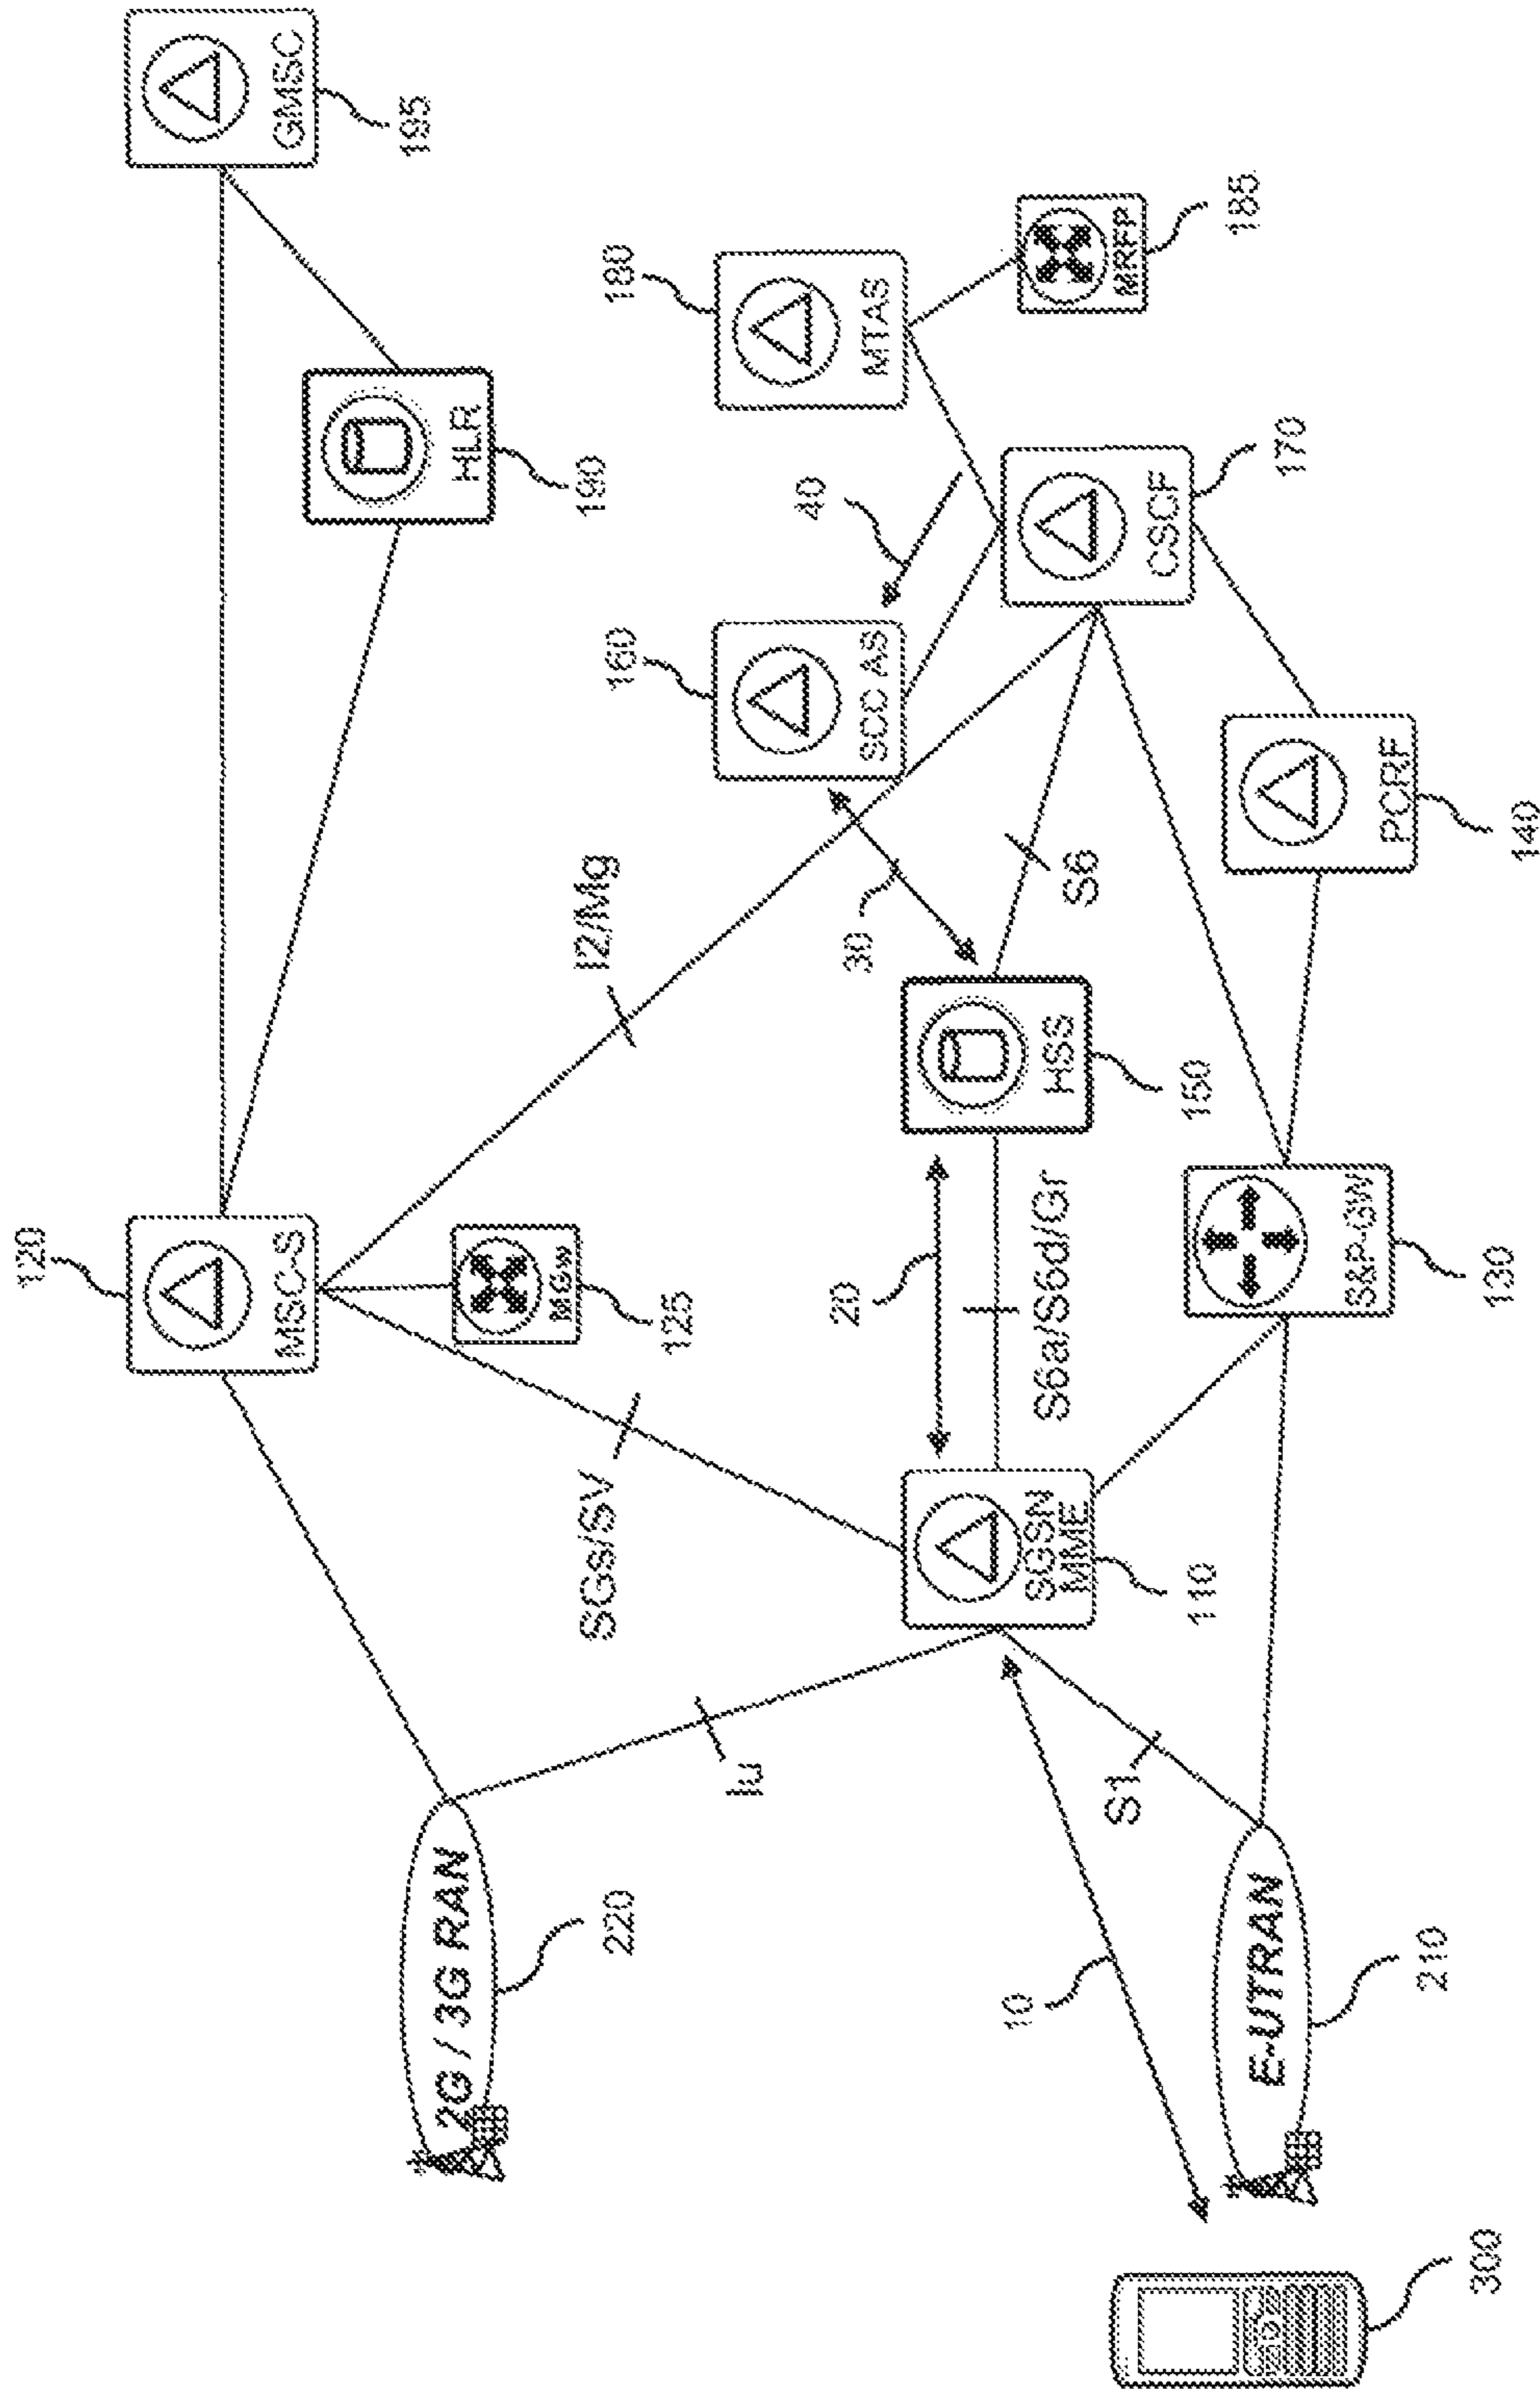 120
MSC-S
GMSC
195
HLR
190
2G / 3G RAN
220
SGs/SV
MGw
125
I2/Mg
Iu
160
SCC AS
40
180
MTAS
MRFP
185
20
30
SGSN
MME
110
S6a/S6d/Gr
HSS
150
S6
CSCF
170
10
S1
S&P-GW
130
PCRF
140
E-UTRAN
210
300